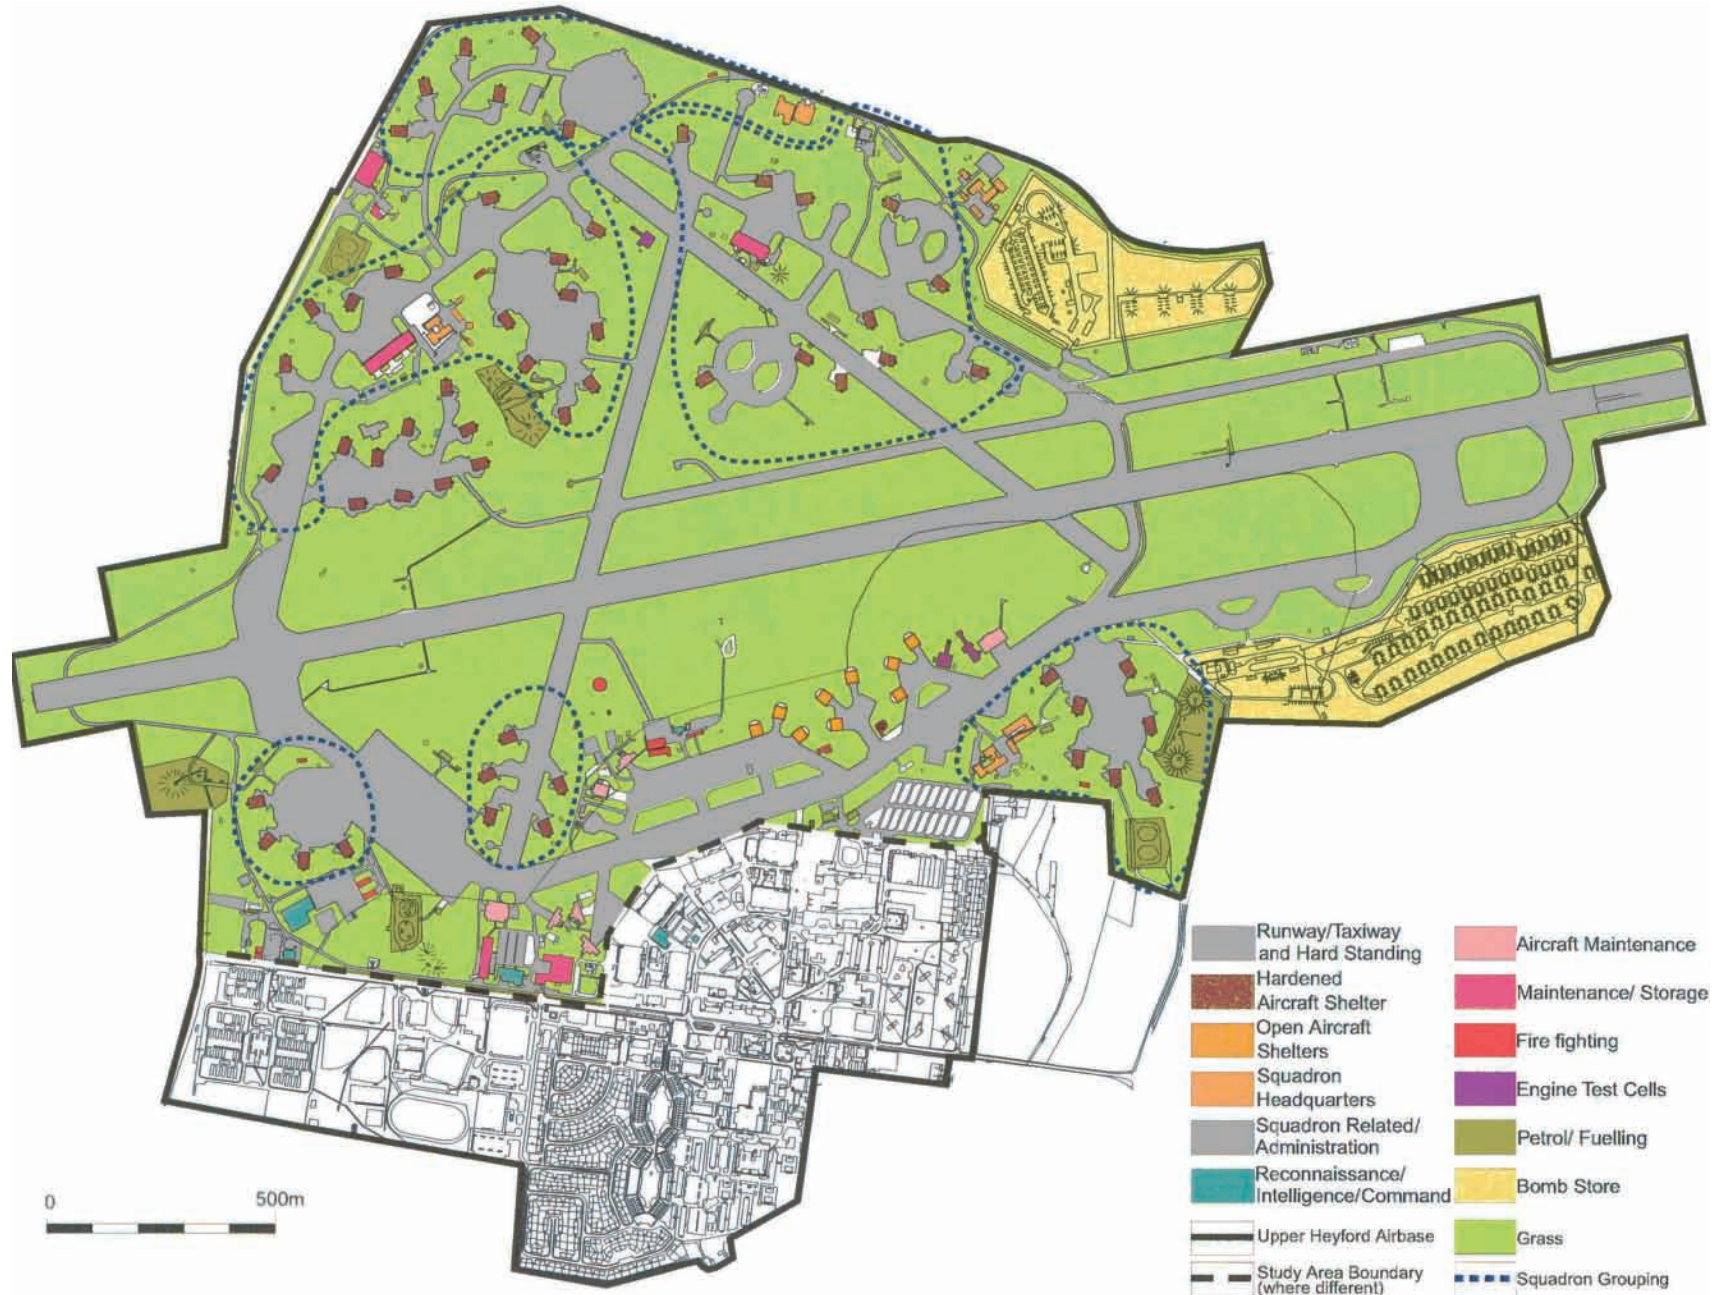 0
500m
Runway/Taxiway
and Hard Standing
Hardened
Aircraft Shelter
Open Aircraft
Shelters
Squadron
Headquarters
Squadron Related/
Administration
Reconnaissance/
Intelligence/Command
Upper Heyford Airbase
Study Area Boundary
(where different)
Aircraft Maintenance
Maintenance/ Storage
Fire fighting
Engine Test Cells
Petrol/ Fuelling
Bomb Store
Grass
Squadron Grouping